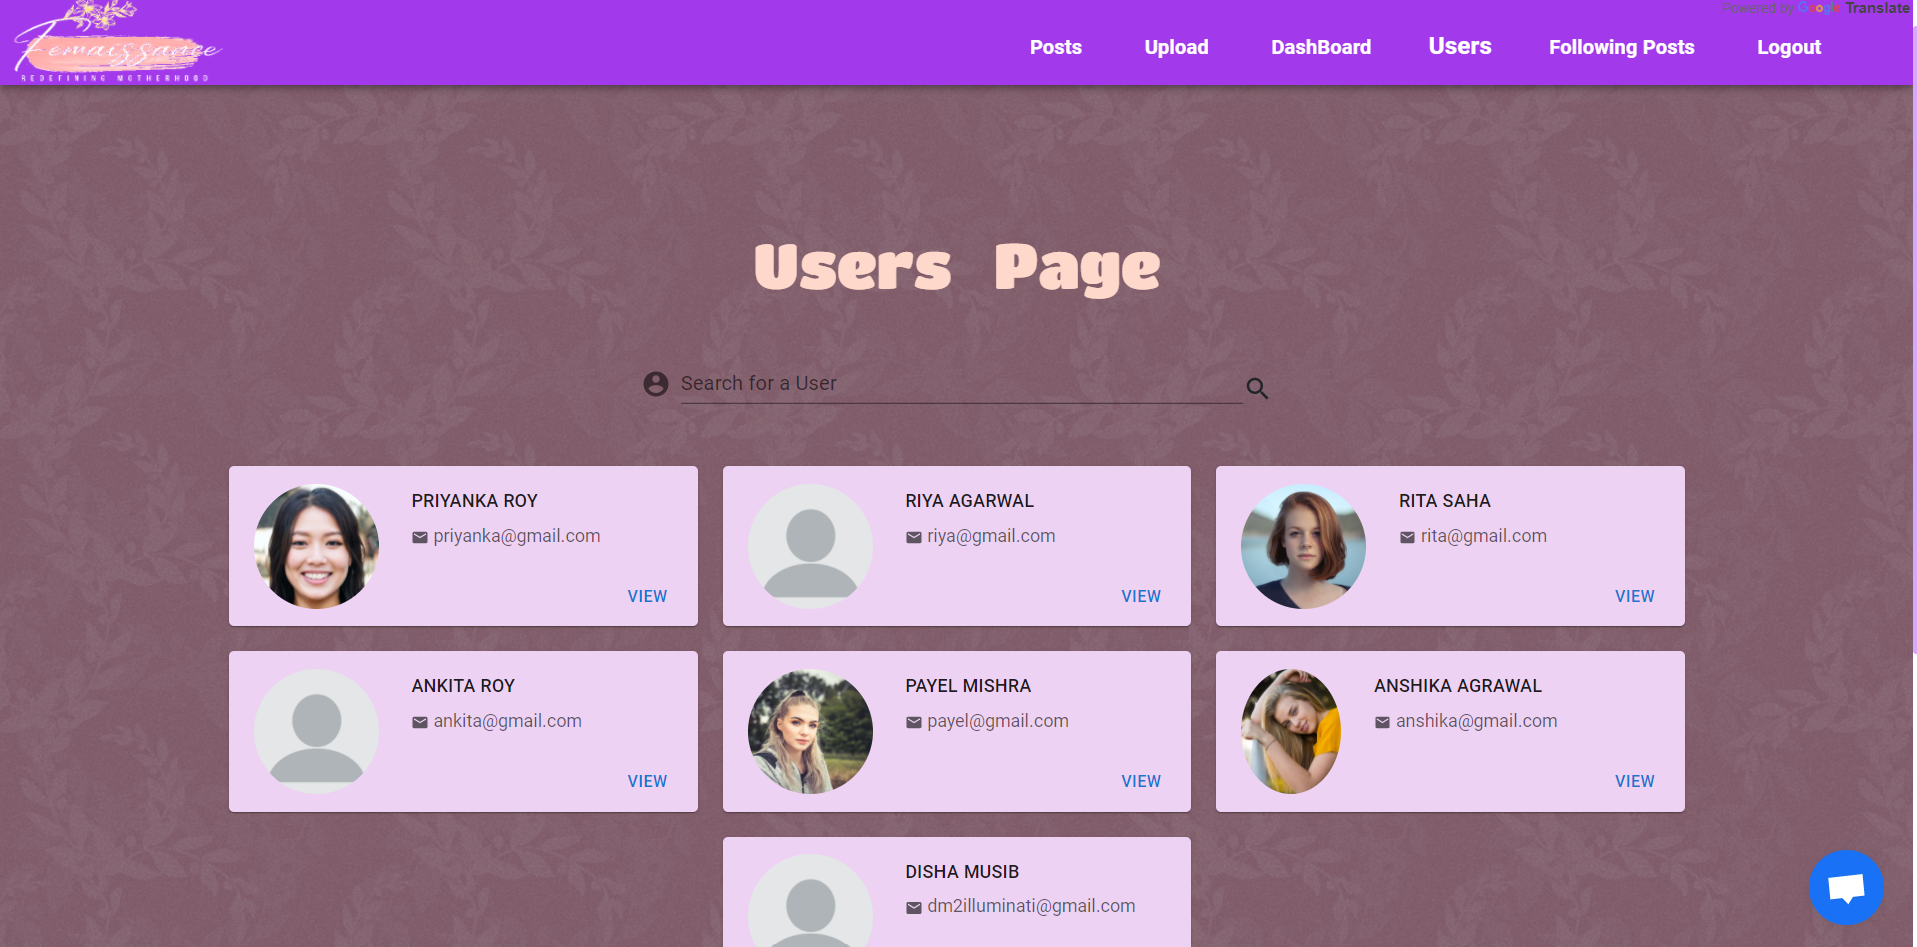 Powered by Google Translate
Femaissance
REDEFINING MOTHERHOOD
Posts Upload DashBoard Users Following Posts Logout
Users Page
Search for a User
PRIYANKA ROY
priyanka@gmail.com
VIEW
RIYA AGARWAL
riya@gmail.com
VIEW
RITA SAHA
rita@gmail.com
VIEW
ANKITA ROY
ankita@gmail.com
VIEW
PAYEL MISHRA
payel@gmail.com
VIEW
ANSHIKA AGRAWAL
anshika@gmail.com
VIEW
DISHA MUSIB
dm2illuminati@gmail.com